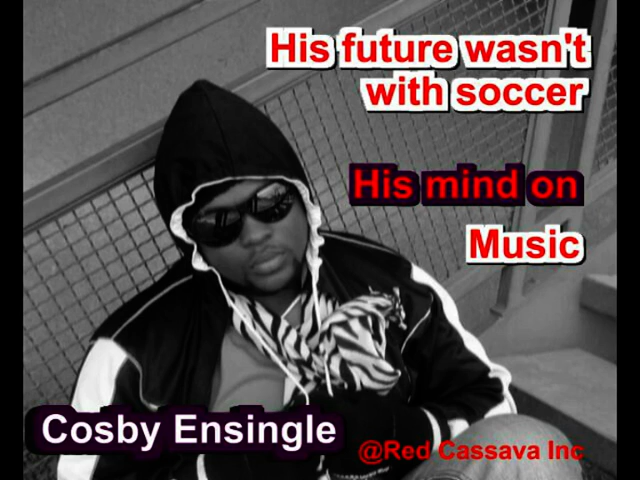 His future wasn't
with soccer
His mind on
Music
Cosby Ensingle
@Red Cassava Inc